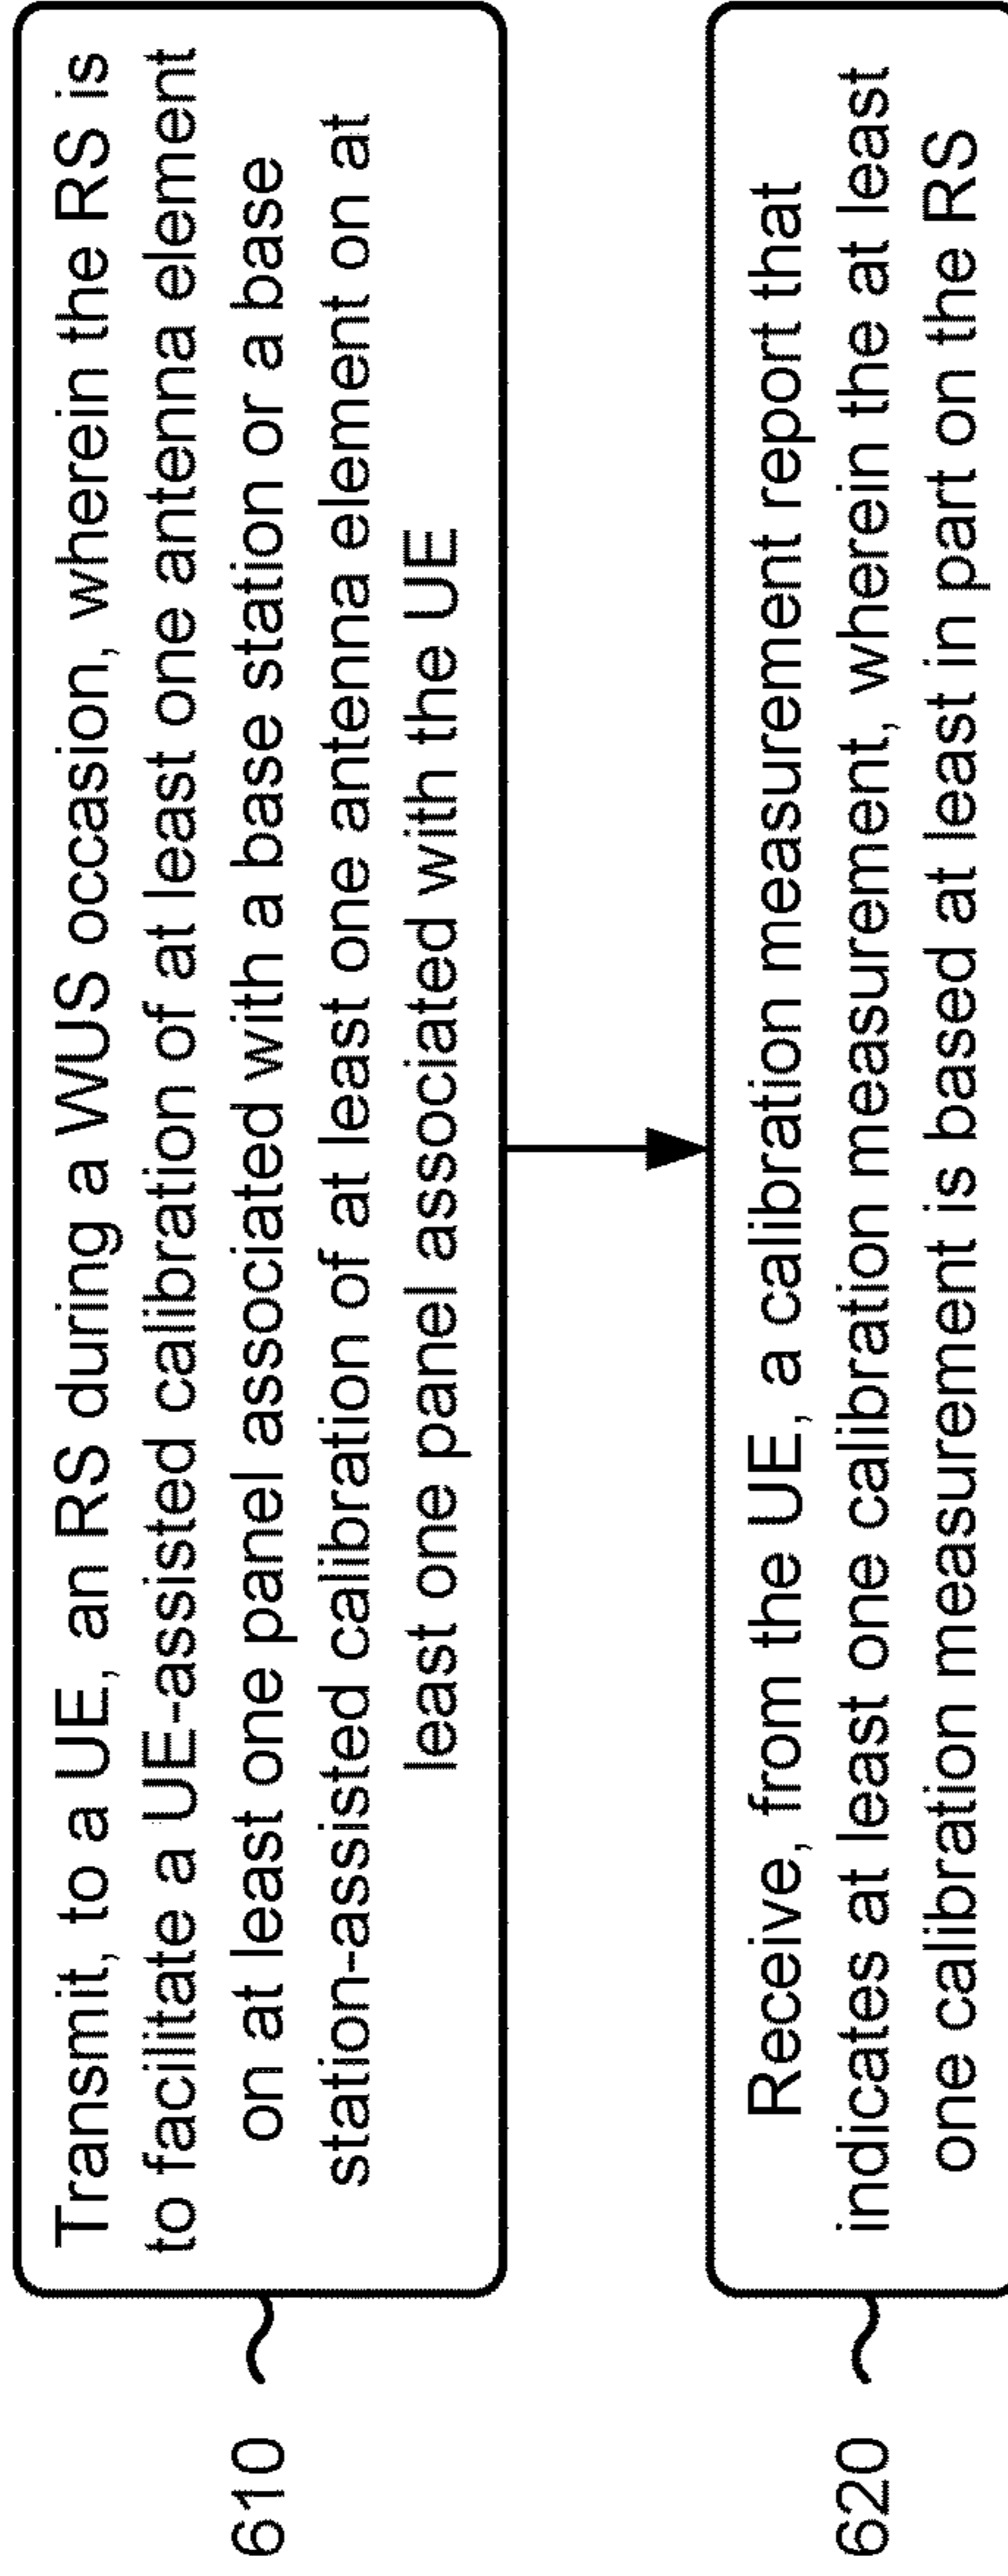 610
Transmit, to a UE, an RS during a WUS occasion, wherein the RS is
to facilitate a UE-assisted calibration of at least one antenna element
on at least one panel associated with a base station or a base
station-assisted calibration of at least one antenna element on at
least one panel associated with the UE
620
Receive, from the UE, a calibration measurement report that
indicates at least one calibration measurement, wherein the at least
one calibration measurement is based at least in part on the RS